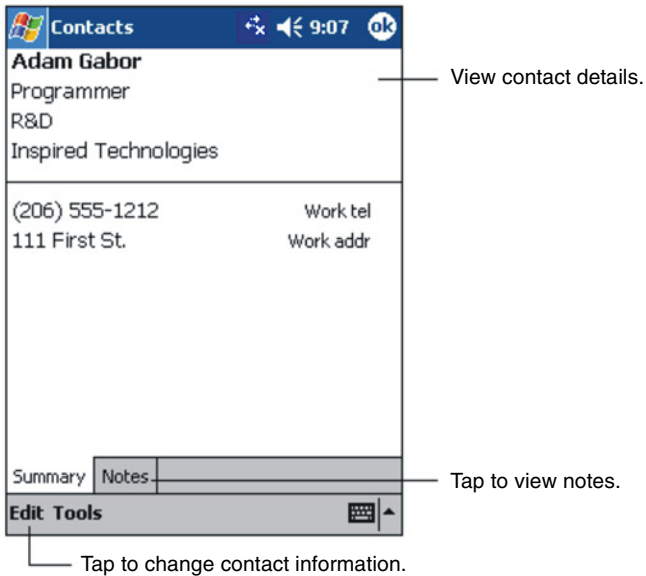 Contacts 9:07 ok
Adam Gabor
Programmer
R&D
Inspired Technologies
View contact details.
(206) 555-1212 Work tel
111 First St. Work addr
Summary Notes
Tap to view notes.
Edit Tools
Tap to change contact information.